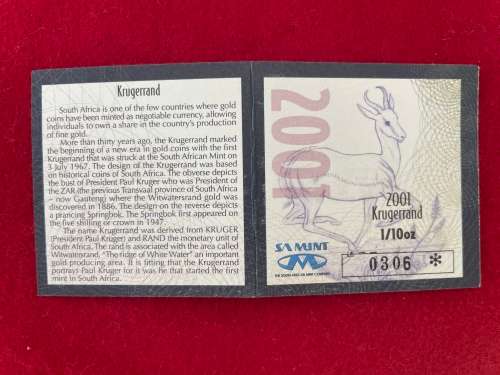 Krugerrand
South Africa is one of the few countries where gold
coins have been minted as negotiable currency, allowing
individuals to own a share in the country's production
of fine gold.
More than thirty years ago, the Krugerrand marked
the beginning of a new era in gold coins with the first
Krugerrand that was struck at the South African Mint on
3 July 1967. The design of the Krugerrand was based
on historical coins of South Africa. The obverse depicts
the bust of President Paul Kruger who was President of
the ZAR (the previous Transvaal province of South Africa
- now Gauteng) where the Witwatersrand gold was
discovered in 1886. The design on the reverse depicts
a prancing Springbok. The Springbok first appeared on
the five shilling or crown in 1947.
The name Krugerrand was derived from KRUGER
(President Paul Kruger) and RAND the monetary unit of
South Africa. The rand is associated with the area called
Witwatersrand, "The ridge of White Water" an important
gold producing area. It is fitting that the Krugerrand
portrays Paul Kruger for it was he that started the first
mint in South Africa.
2001
2001
Krugerrand
1/10oz
SA MINT
THE SOUTH AFRICAN MINT COMPANY
0306 *